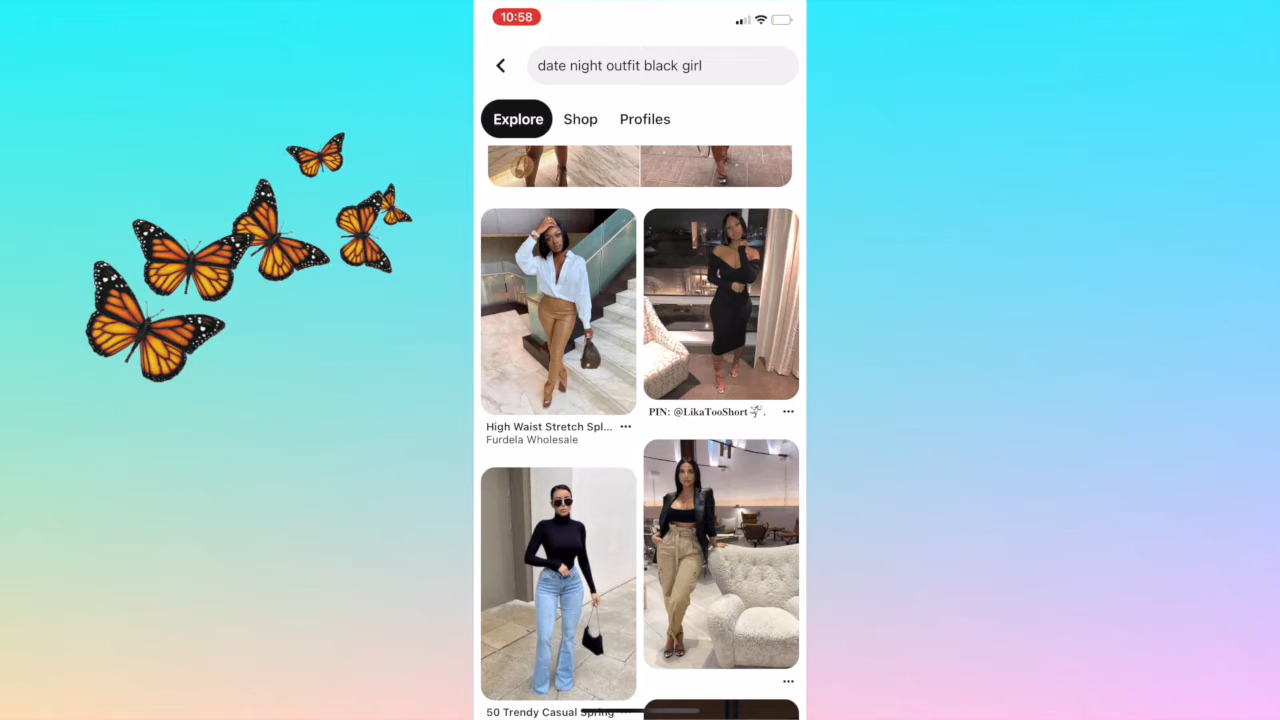 10:58
date night outfit black girl
Explore Shop Profiles
High Waist Stretch Spl...
Furdela Wholesale
PIN: @LikaTooShort🏃.
50 Trendy Casual Spring